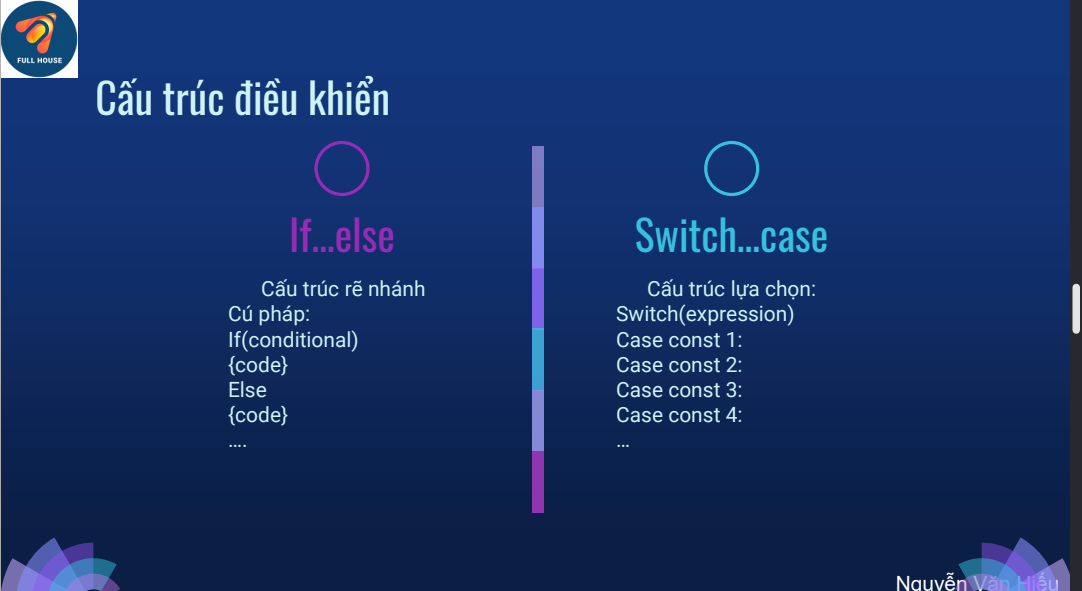 FULL HOUSE
Cấu trúc điều khiển
If...else
Cấu trúc rẽ nhánh
Cú pháp:
If(conditional)
{code}
Else
{code}
....
Switch...case
Cấu trúc lựa chọn:
Switch(expression)
Case const 1:
Case const 2:
Case const 3:
Case const 4:
...
Nguyễn Văn Hiếu